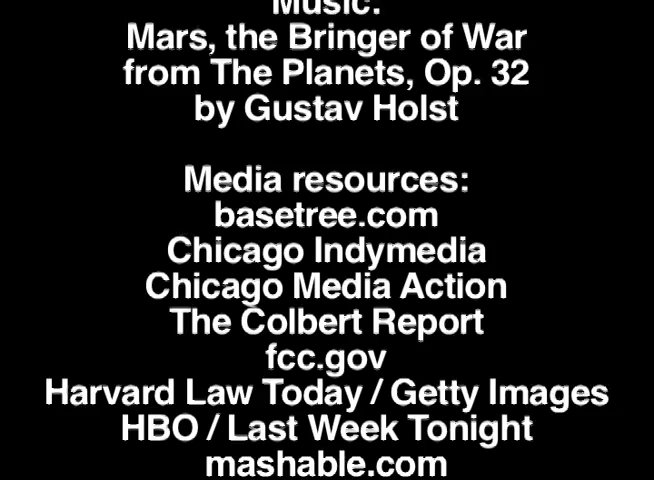 Music:
Mars, the Bringer of War
from The Planets, Op. 32
by Gustav Holst
Media resources:
basetree.com
Chicago Indymedia
Chicago Media Action
The Colbert Report
fcc.gov
Harvard Law Today / Getty Images
HBO / Last Week Tonight
mashable.com